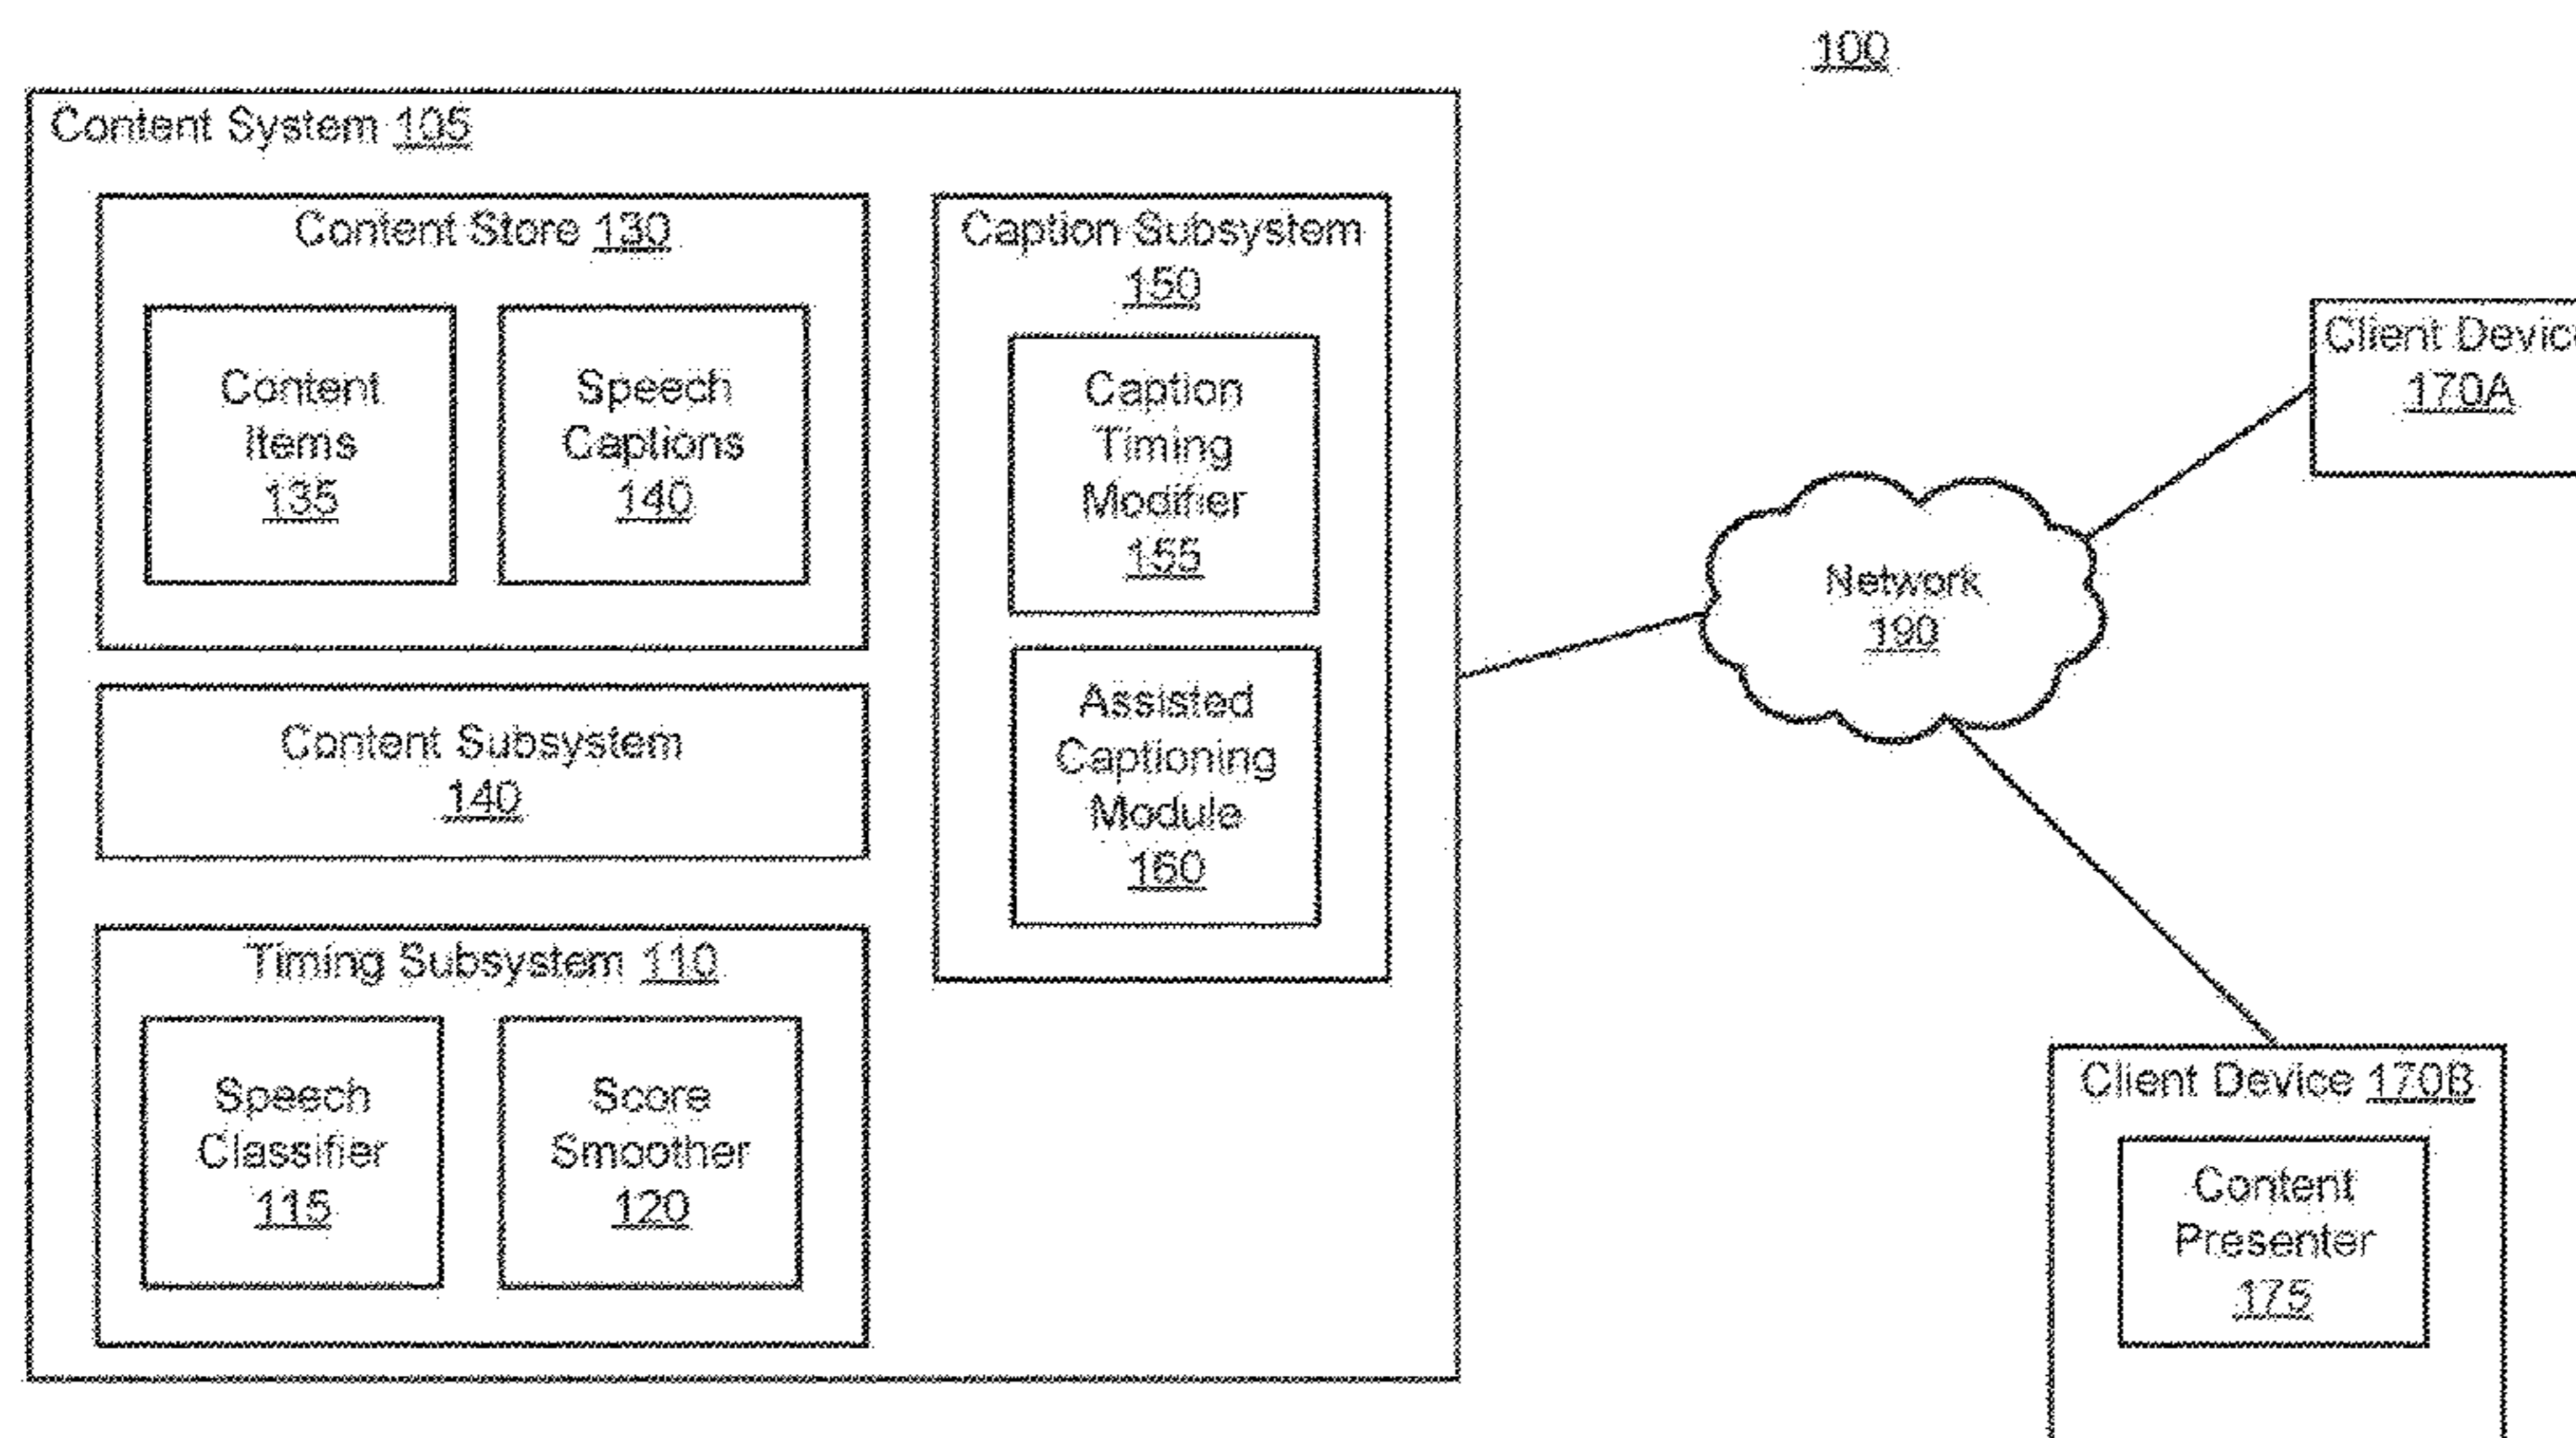 100
Content System 105
Content Store 130
Content
Items
135
Speech
Captions
140
Content Subsystem
140
Timing Subsystem 110
Speech
Classifier
115
Score
Smoother
120
Caption Subsystem
150
Caption
Timing
Modifier
155
Assisted
Captioning
Module
160
Network
190
Client Device
170A
Client Device 170B
Content
Presenter
175